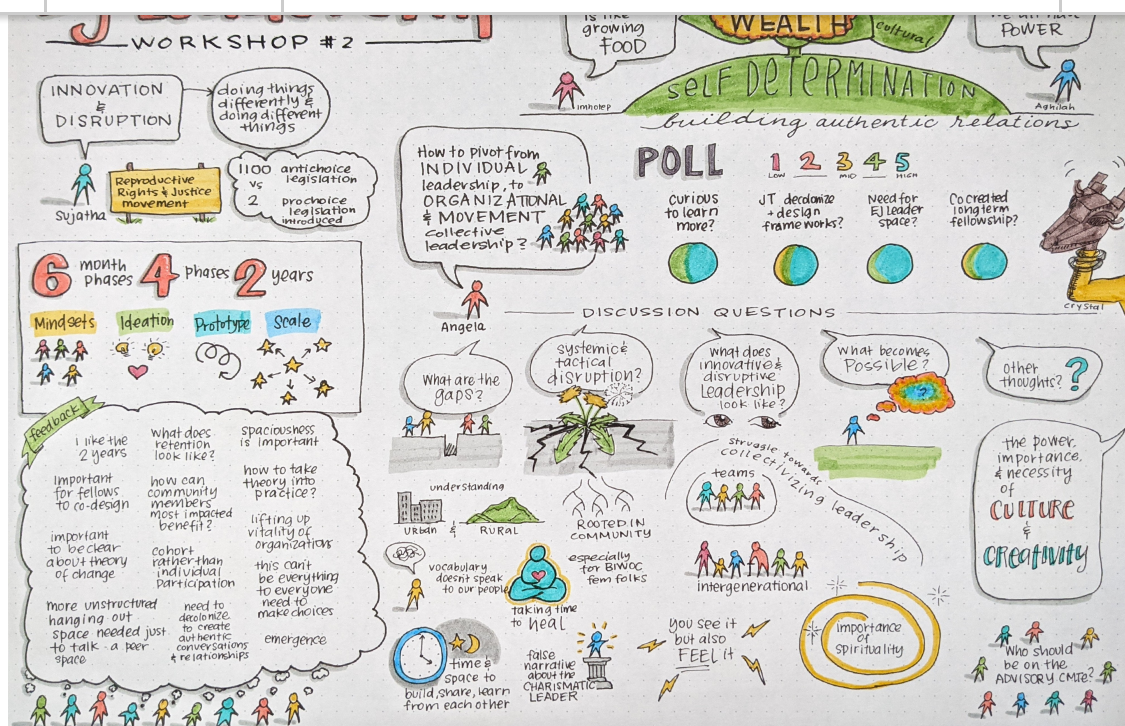 WORKSHOP #2
INNOVATION
&
DISRUPTION
doing things
differently &
doing different
things
Sujatha
Reproductive
Rights & Justice
movement
1100 antichoice
legislation
vs
2 prochoice
legislation
introduced
is like
growing
FOOD
Imhotep
WEALTH
cultural
we all have
POWER
Aghilah
SELF DETERMINATION
building authentic relations
How to pivot from
INDIVIDUAL
leadership, to
ORGANIZATIONAL
& MOVEMENT
collective
leadership?
Angela
POLL
1 2 3 4 5
LOW MID HIGH
curious
to learn
more?
JT decolonize
+ design
frameworks?
Need for
EJ Leader
space?
Cocreated
longterm
fellowship?
crystal
6 month
phases
4 phases
2 years
Mindsets
Ideation
Prototype
Scale
feedback
I like the
2 years
Important
for fellows
to co-design
important
to be clear
about theory
of change
more unstructured
hanging out
space needed just
to talk - a peer
space
what does
retention
look like?
how can
community
members
most impacted
benefit?
cohort
rather than
individual
participation
need to
decolonize
to create
authentic
conversations
& relationships
spaciousness
is important
how to take
theory into
practice?
lifting up
vitality of
organizations
this can't
be everything
to everyone
need to
make choices
emergence
DISCUSSION QUESTIONS
What are the
gaps?
systemic &
tactical
disruption?
what does
innovative &
disruptive
Leadership
look like?
what becomes
Possible?
?
other
thoughts?
?
understanding
Urban
&
RURAL
vocabulary
doesn't speak
to our people
ROOTED IN
COMMUNITY
especially
for BIWOC
fem folks
taking time
to heal
time &
space to
build, share, learn
from each other
false
narrative
about the
CHARISMATIC
LEADER
struggle towards
collectivizing leadership
teams
Intergenerational
you see it
but also
FEEL it
importance
of
spirituality
the power,
importance,
& necessity
of
CULTURE
&
CREATIVITY
Who should
be on the
ADVISORY CMTE?